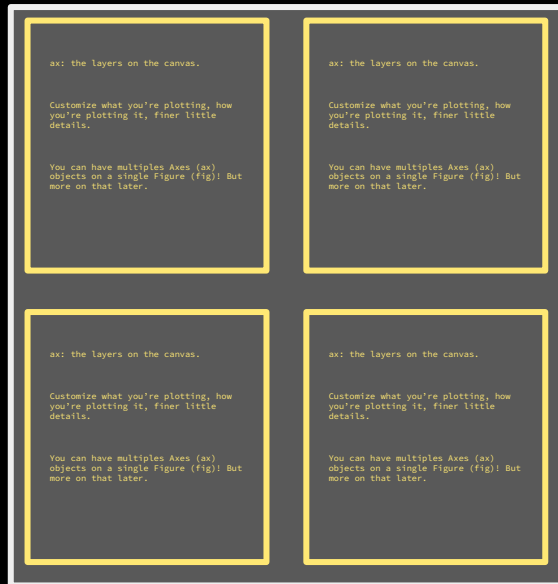 ax: the layers on the canvas.
Customize what you're plotting, how
you're plotting it, finer little
details.
You can have multiples Axes (ax)
objects on a single Figure (fig)! But
more on that later.
ax: the layers on the canvas.
Customize what you're plotting, how
you're plotting it, finer little
details.
You can have multiples Axes (ax)
objects on a single Figure (fig)! But
more on that later.
ax: the layers on the canvas.
Customize what you're plotting, how
you're plotting it, finer little
details.
You can have multiples Axes (ax)
objects on a single Figure (fig)! But
more on that later.
ax: the layers on the canvas.
Customize what you're plotting, how
you're plotting it, finer little
details.
You can have multiples Axes (ax)
objects on a single Figure (fig)! But
more on that later.